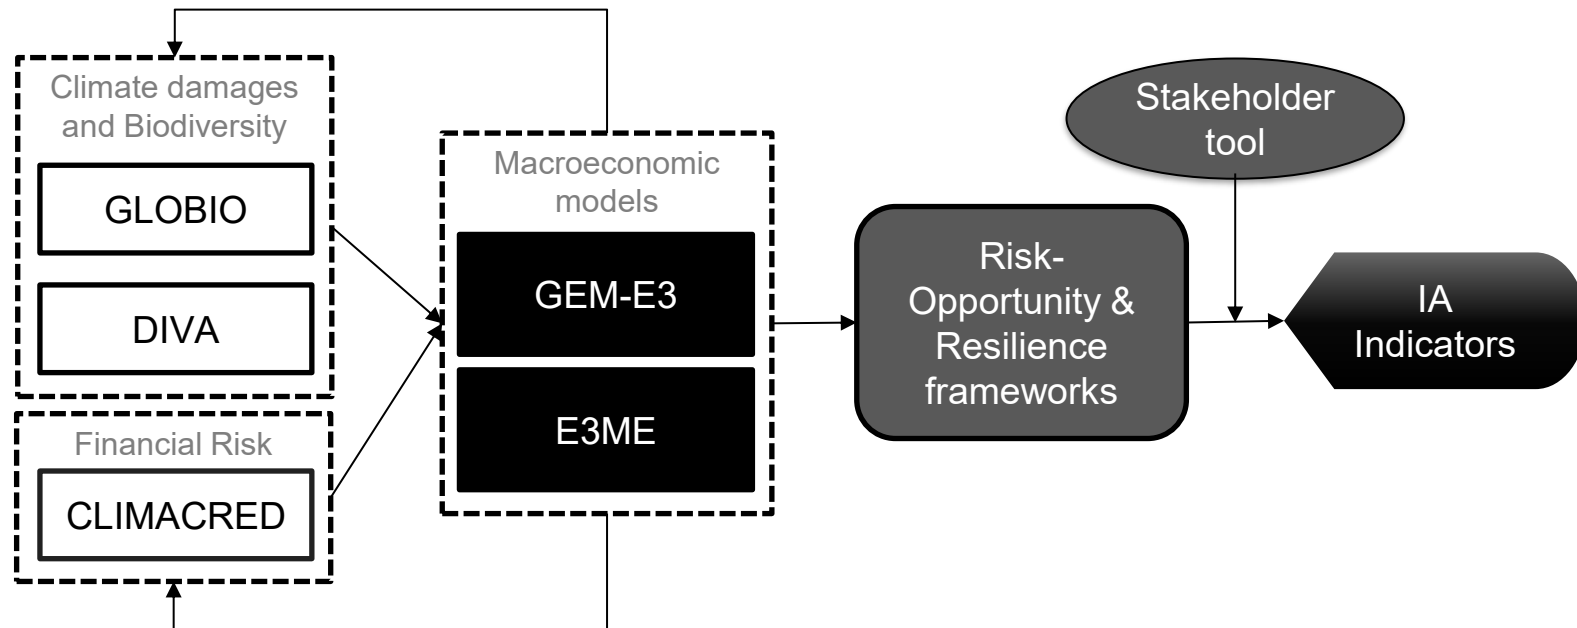 Climate damages
and Biodiversity
GLOBIO
DIVA
Financial Risk
CLIMACRED
Macroeconomic
models
GEM-E3
E3ME
Risk-
Opportunity &
Resilience
frameworks
Stakeholder
tool
IA
Indicators